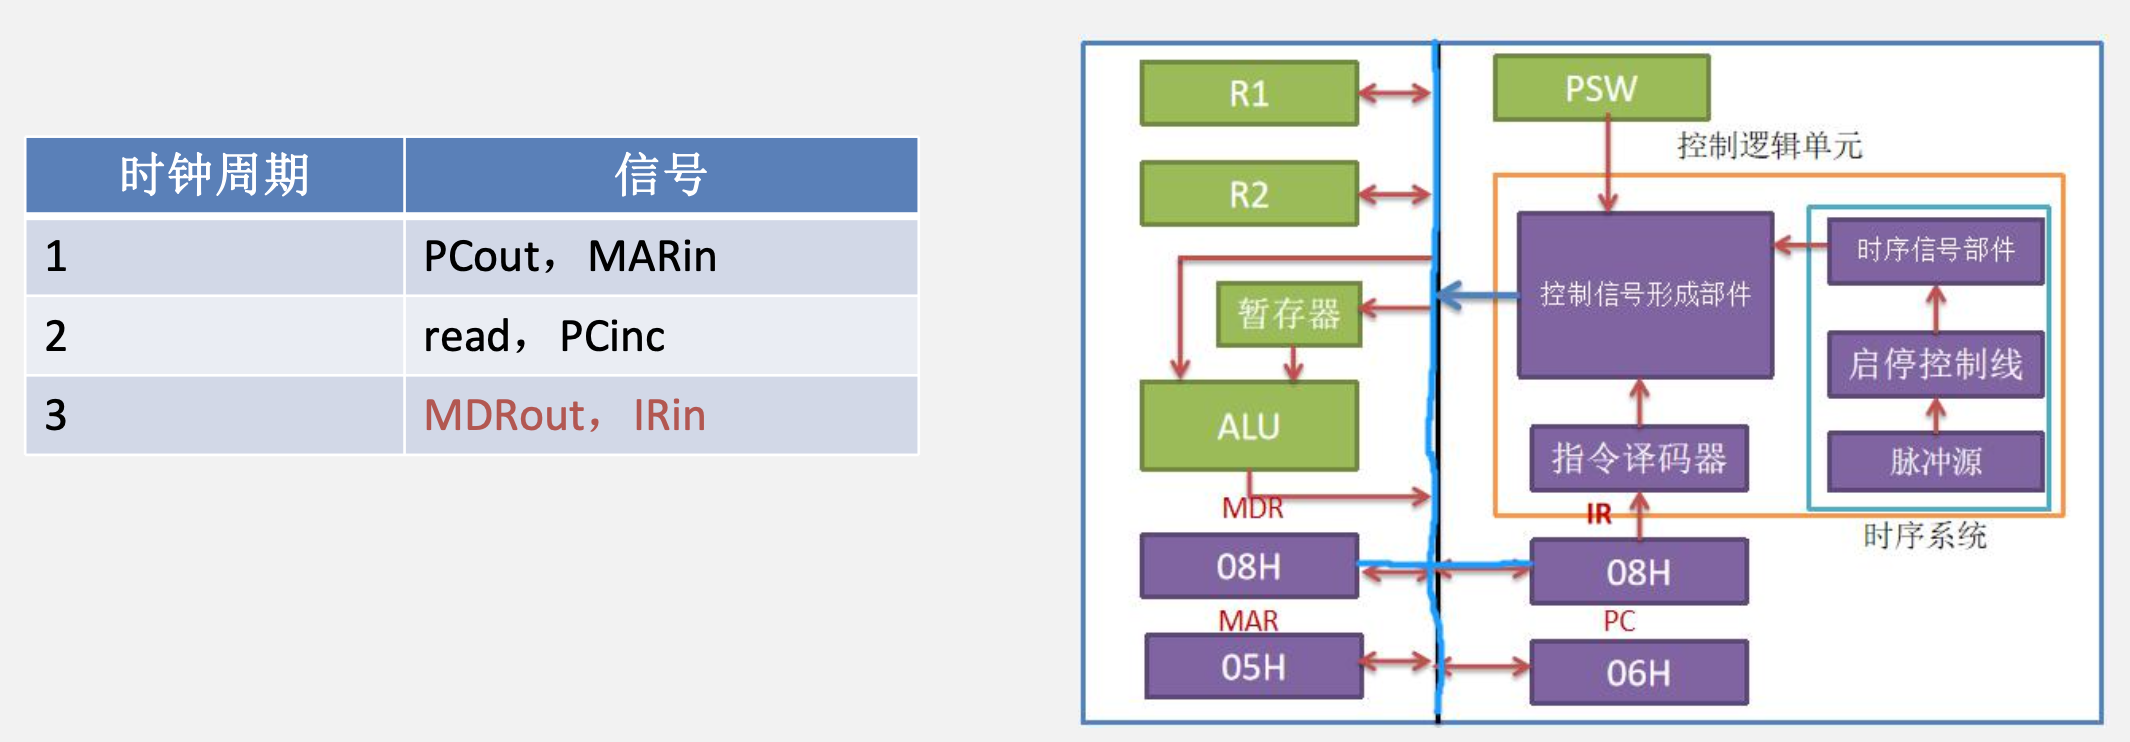 时钟周期 信号
1 PCout，MARin
2 read，PCinc
3 MDRout，IRin
R1
PSW
控制逻辑单元
R2
时序信号部件
控制信号形成部件
暂存器
启停控制线
ALU
指令译码器
脉冲源
MDR
IR
时序系统
08H
08H
MAR
PC
05H
06H